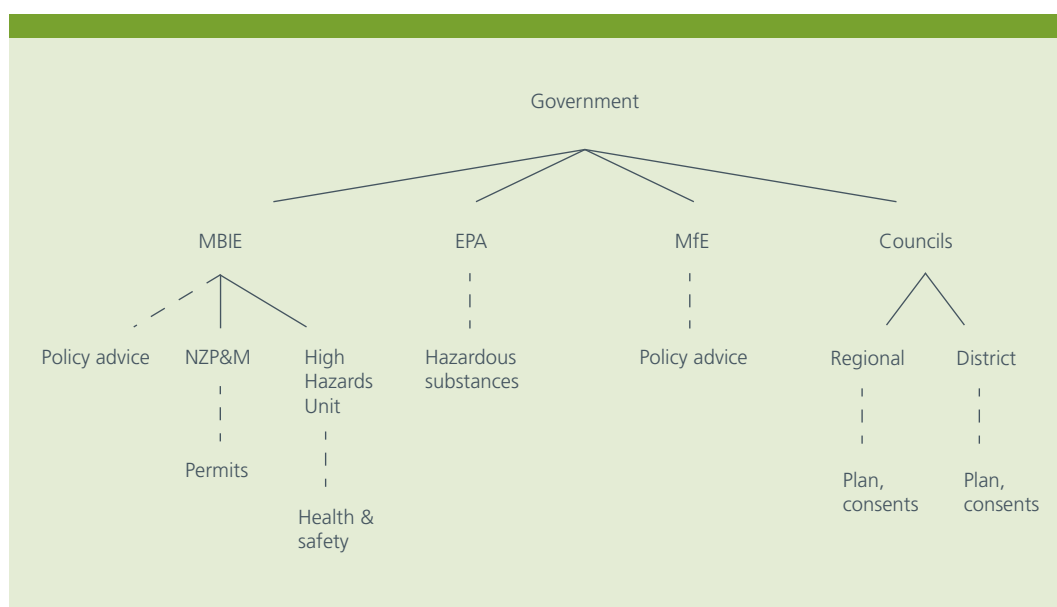 Government
MBIE
EPA
MfE
Councils
Policy advice
NZP&M
High
Hazards
Unit
Hazardous
substances
Policy advice
Regional
District
Permits
Health &
safety
Plan,
consents
Plan,
consents